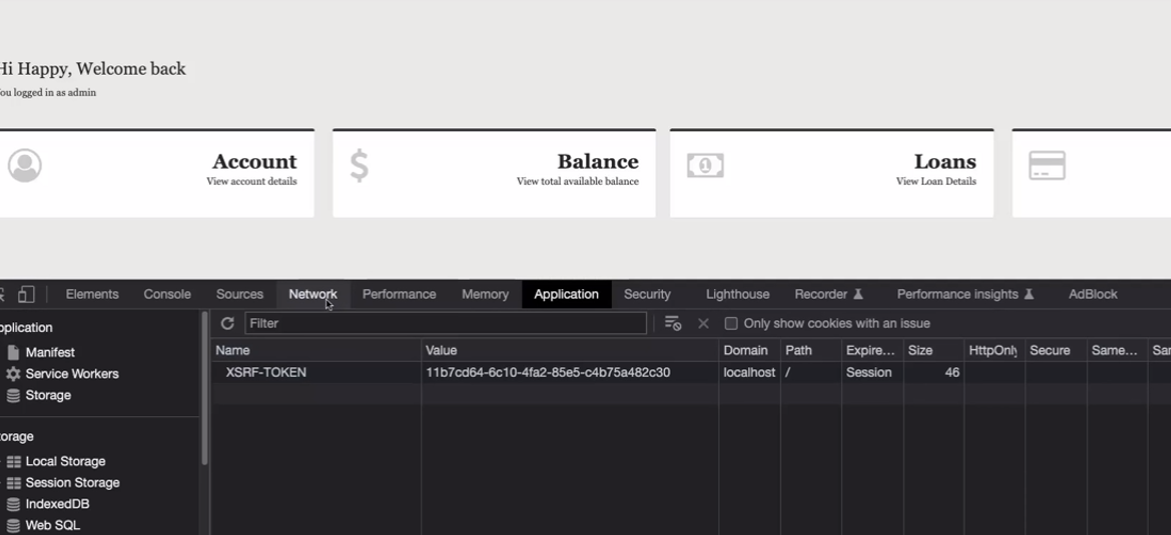 Hi Happy, Welcome back
ou logged in as admin
Account
View account details
Balance
View total available balance
Loans
View Loan Details
Elements Console Sources Network Performance Memory Application Security Lighthouse Recorder Performance insights AdBlock
pplication
Filter
Only show cookies with an issue
Manifest
Service Workers
Storage
orage
Local Storage
Session Storage
IndexedDB
Web SQL
Name Value Domain Path Expire... Size HttpOnly Secure Same... Sar
XSRF-TOKEN 11b7cd64-6c10-4fa2-85e5-c4b75a482c30 localhost / Session 46